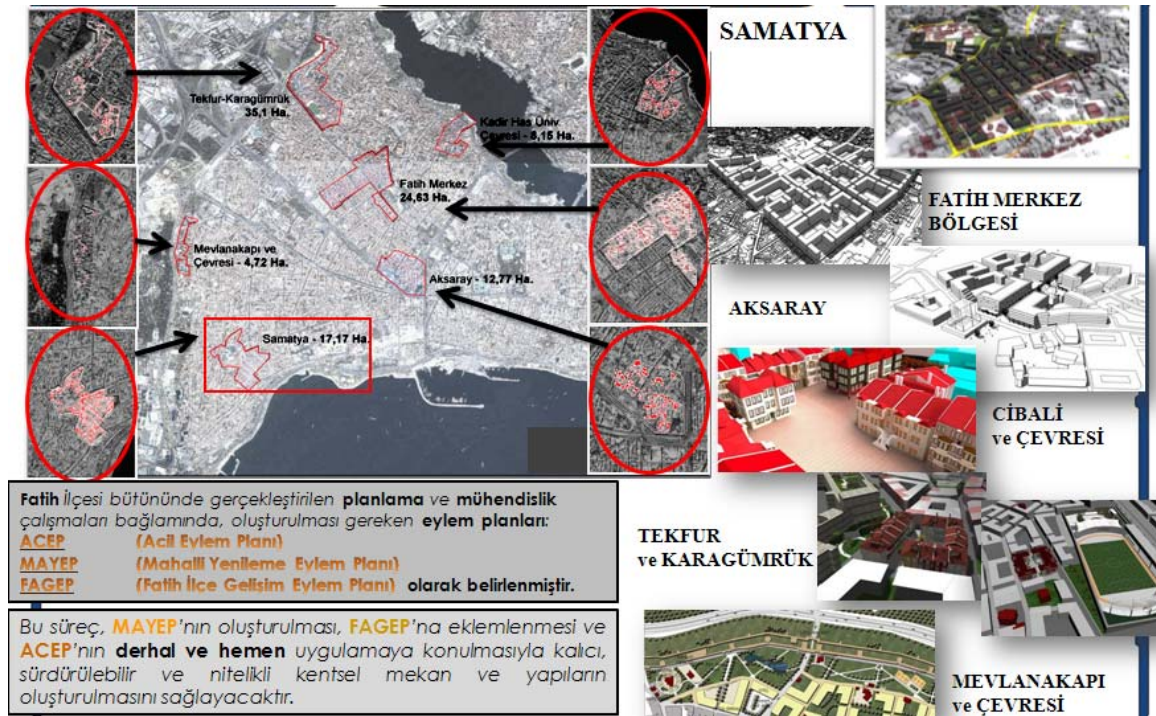 Tekfur-Karagümrük
35,1 Ha.
Kadir Has Üniv.
Çevresi - 8,15 Ha.
Fatih Merkez
24,63 Ha.
Mevlanakapı ve
Çevresi - 4,72 Ha.
Aksaray - 12,77 Ha.
Samatya - 17,17 Ha.
SAMATYA
FATİH MERKEZ
BÖLGESİ
AKSARAY
CİBALİ
ve ÇEVRESİ
TEKFUR
ve KARAGÜMRÜK
MEVLANAKAPI
ve ÇEVRESİ
Fatih İlçesi bütününde gerçekleştirilen planlama ve mühendislik
çalışmaları bağlamında, oluşturulması gereken eylem planları:
ACEP (Acil Eylem Planı)
MAYEP (Mahalli Yenileme Eylem Planı)
FAGEP (Fatih İlçe Gelişim Eylem Planı) olarak belirlenmiştir.
Bu süreç, MAYEP'nın oluşturulması, FAGEP'na eklemlenmesi ve
ACEP'nın derhal ve hemen uygulamaya konulmasıyla kalıcı,
sürdürülebilir ve nitelikli kentsel mekan ve yapıların
oluşturulmasını sağlayacaktır.